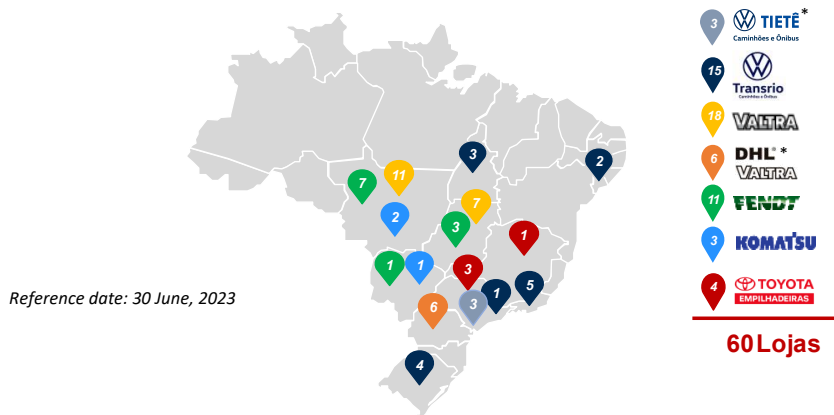 3
2
7
11
2
7
3
1
1
1
3
5
1
3
6
4
Reference date: 30 June, 2023
3 TIETÊ*
Caminhões e Ônibus
15 Transrio
Caminhões e Ônibus
18 VALTRA
6 DHL®*
VALTRA
11 FENDT
3 KOMATSU
4 TOYOTA
EMPILHADEIRAS
60 Lojas